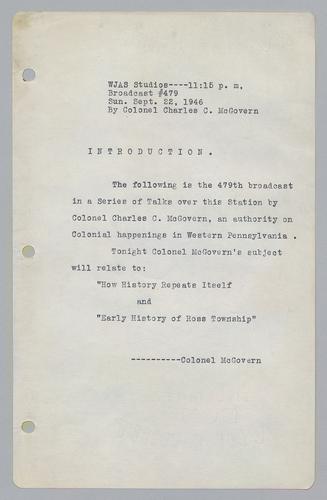 WJAS Studios----11:15 p. m,
Broadcast #479
Sun. Sept. 22, 1946
By Colonel Charles C. McGovern
I N T R O D U C T I O N .
The following is the 479th broadcast
in a Series of Talks over this Station by
Colonel Charles C. McGovern, an authority on
Colonial happenings in Western Pennsylvania .
Tonight Colonel McGovern's subject
will relate to:
"How History Repeats Itself
and
"Early History of Ross Township"
----------Colonel McGovern